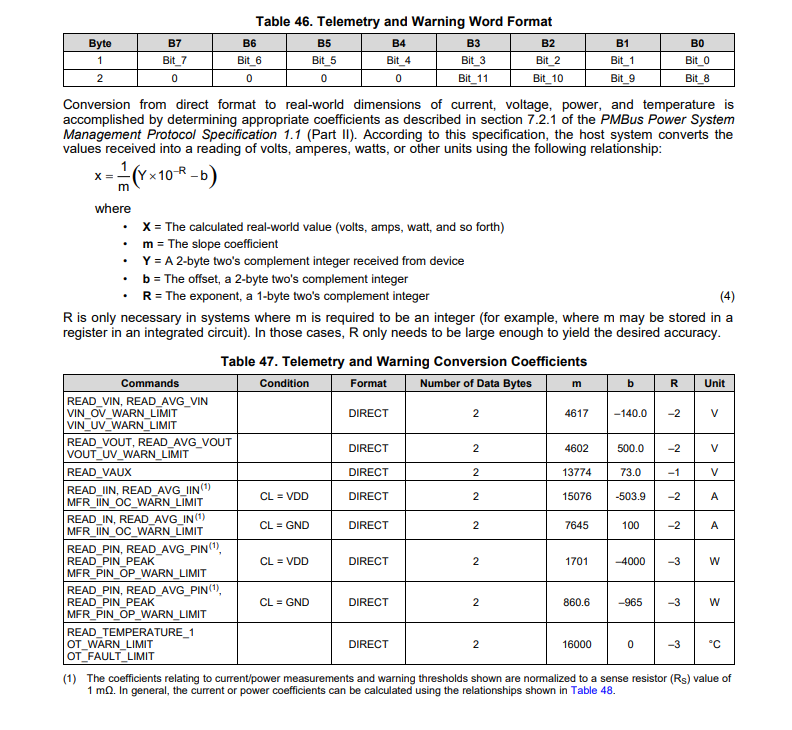 Table 46. Telemetry and Warning Word Format
Byte B7 B6 B5 B4 B3 B2 B1 B0
1 Bit_7 Bit_6 Bit_5 Bit_4 Bit_3 Bit_2 Bit_1 Bit_0
2 0 0 0 0 Bit_11 Bit_10 Bit_9 Bit_8
Conversion from direct format to real-world dimensions of current, voltage, power, and temperature is
accomplished by determining appropriate coefficients as described in section 7.2.1 of the PMBus Power System
Management Protocol Specification 1.1 (Part II). According to this specification, the host system converts the
values received into a reading of volts, amperes, watts, or other units using the following relationship:
x = 1/m (Y × 10^-R − b)
where
• X = The calculated real-world value (volts, amps, watt, and so forth)
• m = The slope coefficient
• Y = A 2-byte two's complement integer received from device
• b = The offset, a 2-byte two's complement integer
• R = The exponent, a 1-byte two's complement integer (4)
R is only necessary in systems where m is required to be an integer (for example, where m may be stored in a
register in an integrated circuit). In those cases, R only needs to be large enough to yield the desired accuracy.
Table 47. Telemetry and Warning Conversion Coefficients
Commands Condition Format Number of Data Bytes m b R Unit
READ_VIN, READ_AVG_VIN
VIN_OV_WARN_LIMIT DIRECT 2 4617 –140.0 –2 V
VIN_UV_WARN_LIMIT
READ_VOUT, READ_AVG_VOUT
VOUT_UV_WARN_LIMIT DIRECT 2 4602 500.0 –2 V
READ_VAUX DIRECT 2 13774 73.0 –1 V
READ_IIN, READ_AVG_IIN(1)
MFR_IIN_OC_WARN_LIMIT CL = VDD DIRECT 2 15076 -503.9 –2 A
READ_IN, READ_AVG_IN(1)
MFR_IIN_OC_WARN_LIMIT CL = GND DIRECT 2 7645 100 –2 A
READ_PIN, READ_AVG_PIN(1),
READ_PIN_PEAK CL = VDD DIRECT 2 1701 –4000 –3 W
MFR_PIN_OP_WARN_LIMIT
READ_PIN, READ_AVG_PIN(1),
READ_PIN_PEAK CL = GND DIRECT 2 860.6 –965 –3 W
MFR_PIN_OP_WARN_LIMIT
READ_TEMPERATURE_1
OT_WARN_LIMIT DIRECT 2 16000 0 –3 °C
OT_FAULT_LIMIT
(1) The coefficients relating to current/power measurements and warning thresholds shown are normalized to a sense resistor (RS) value of
1 mΩ. In general, the current or power coefficients can be calculated using the relationships shown in Table 48.